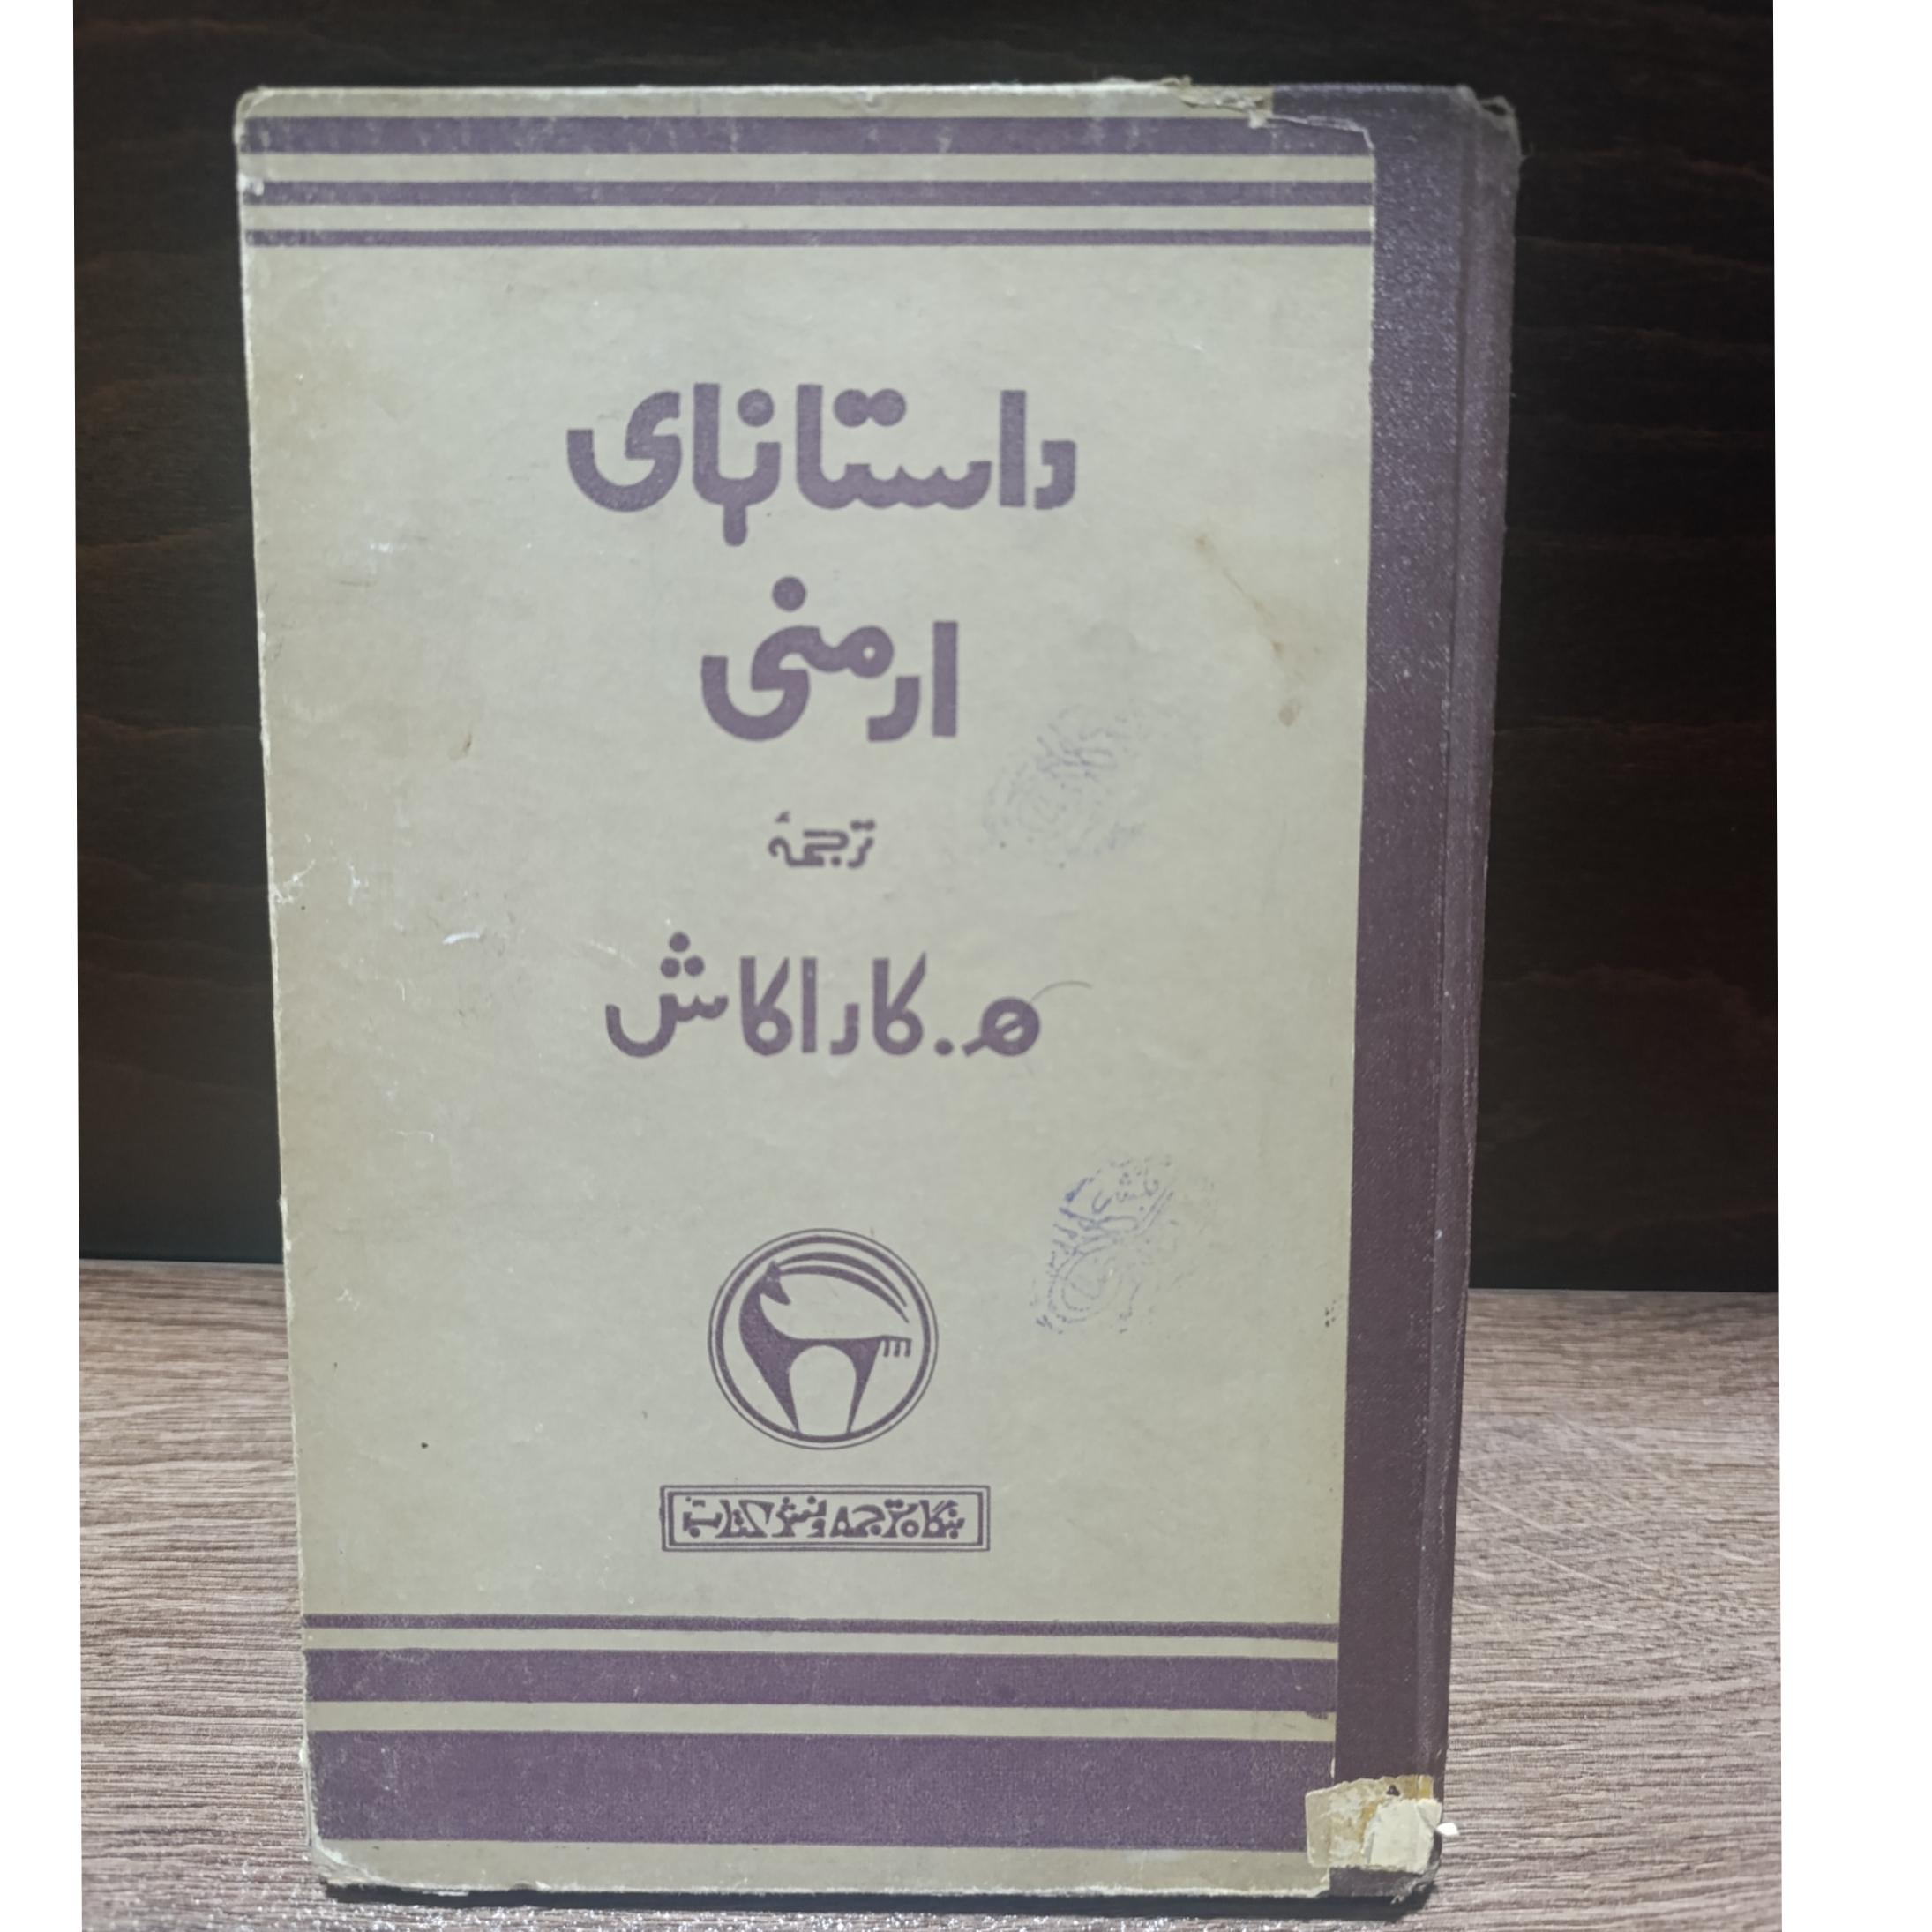 داستانهای
ارمنی
ترجمهٔ
ه. کاراکاش
بنگاه ترجمه و نشر کتاب